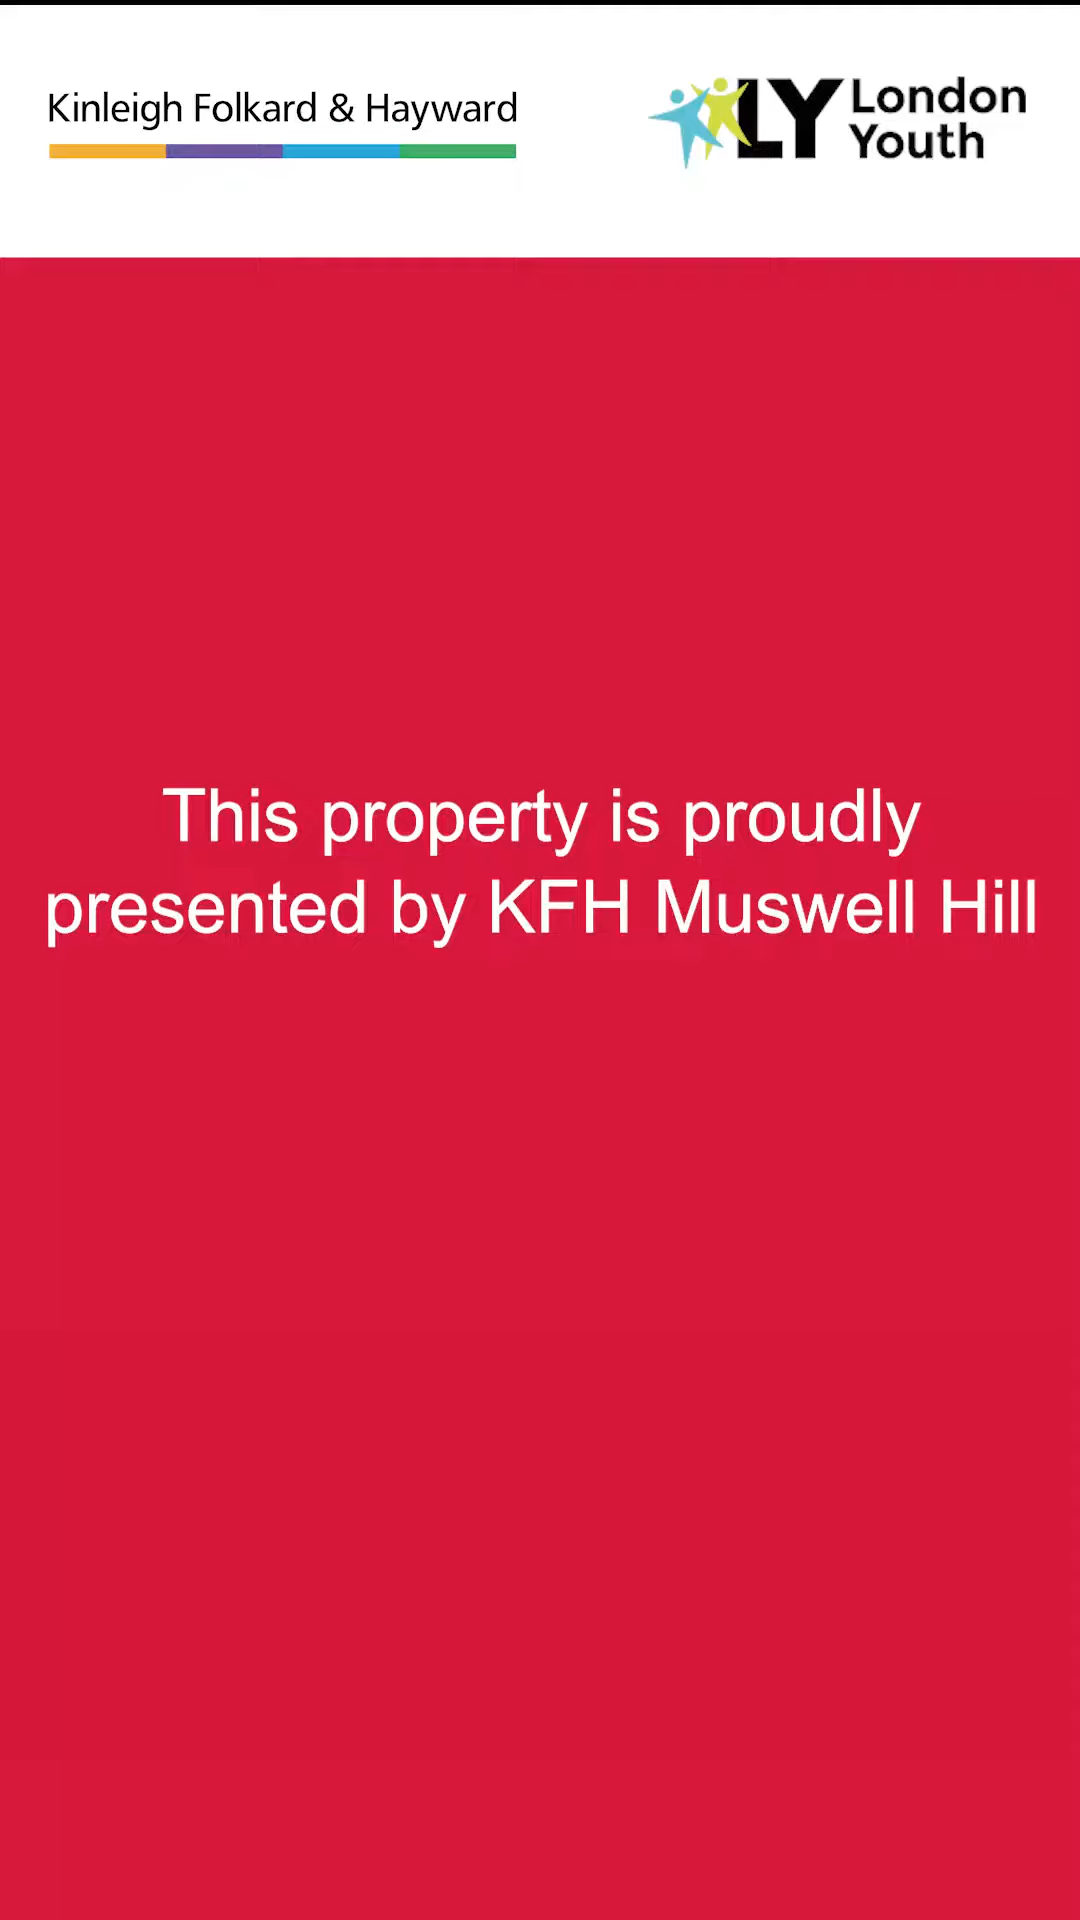 Kinleigh Folkard & Hayward
LY London
Youth
This property is proudly
presented by KFH Muswell Hill